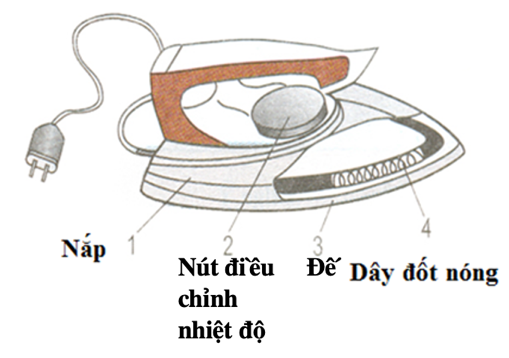 1 2 3 4
Nắp
Nút điều
chỉnh
nhiệt độ
Đế
Dây đốt nóng